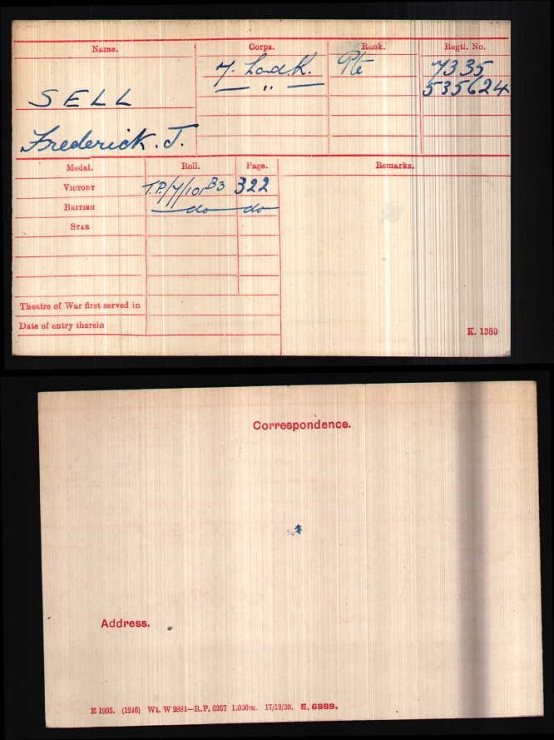 Name. Corps. Rank. Regtl. No.
7. Lond R. Pte 7335
— " — 535624
SELL
Frederick. J.
Medal. Roll. Page. Remarks.
VICTORY T.P/7/101B3 322
BRITISH do do
STAR
Theatre of War first served in
Date of entry therein
K. 1380
Correspondence.
Address.
E 1995. (1246) Wt. W 2881—R.P. 6267 1,000m. 17/12/20. E. 6989.